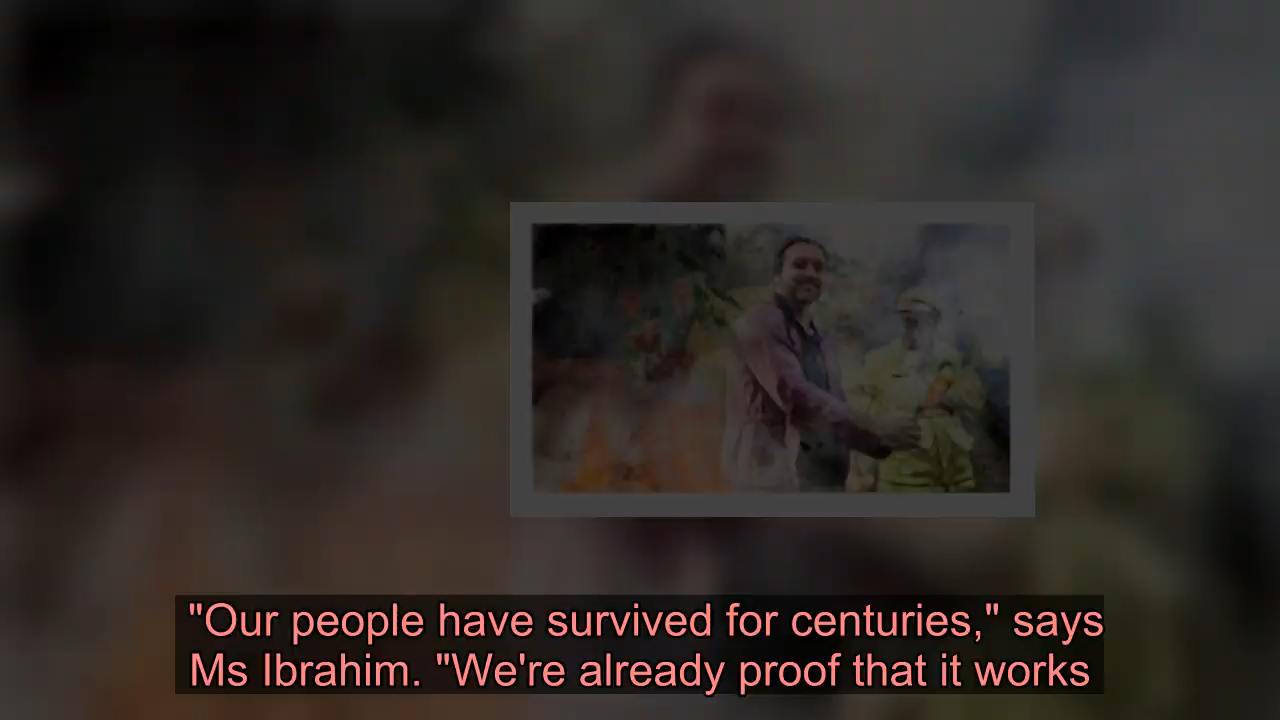 "Our people have survived for centuries," says
Ms Ibrahim. "We're already proof that it works